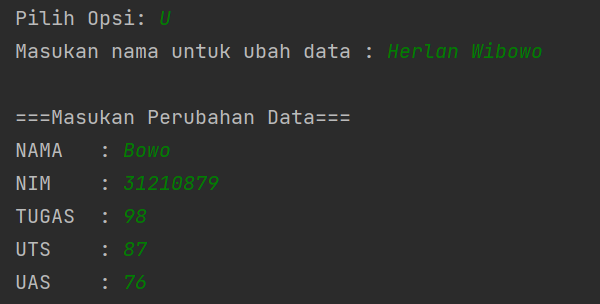 Pilih Opsi: U
Masukan nama untuk ubah data : Herlan Wibowo
===Masukan Perubahan Data===
NAMA   : Bowo
NIM    : 31210879
TUGAS  : 98
UTS    : 87
UAS    : 76